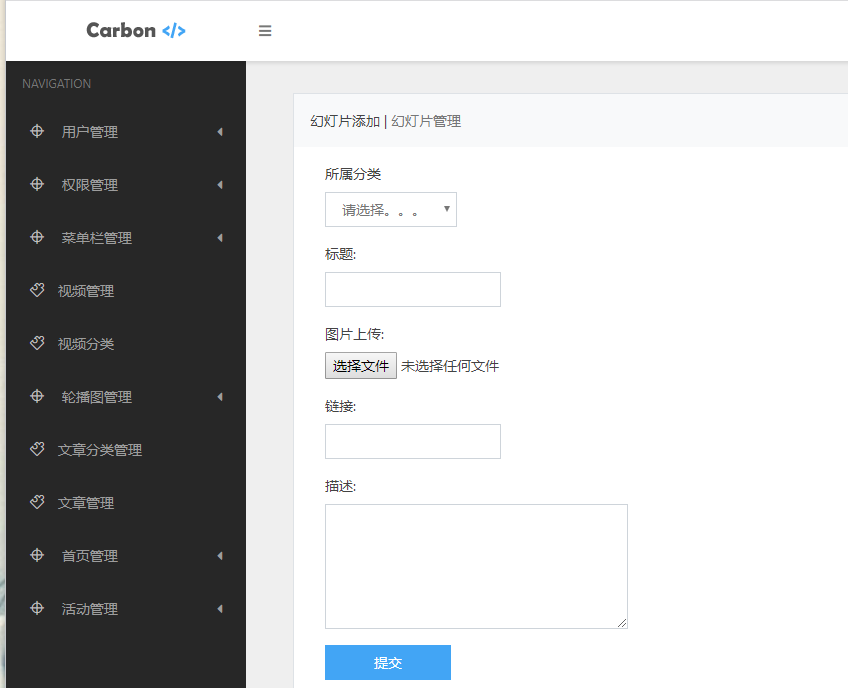 Carbon </>
NAVIGATION
用户管理
权限管理
菜单栏管理
视频管理
视频分类
轮播图管理
文章分类管理
文章管理
首页管理
活动管理
幻灯片添加 | 幻灯片管理
所属分类
请选择。。。
标题:
图片上传:
选择文件 未选择任何文件
链接:
描述:
提交